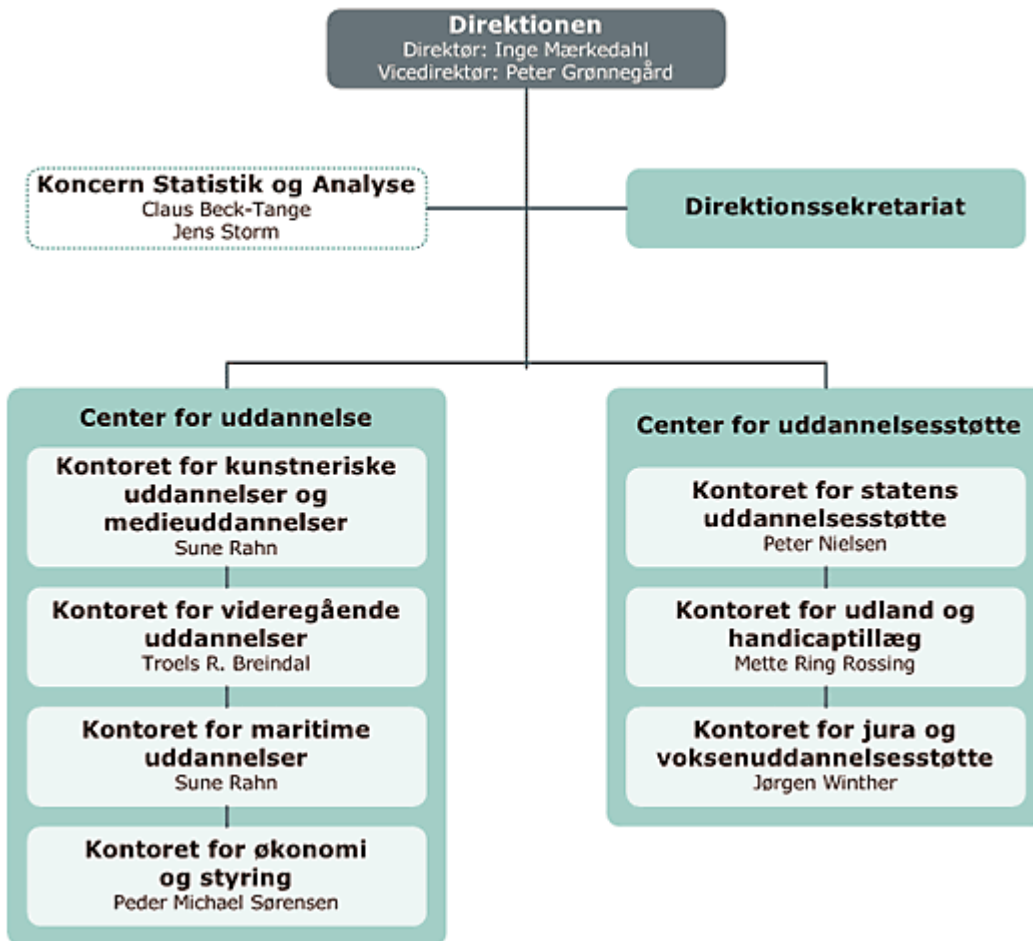 Direktionen
Direktør: Inge Mærkedahl
Vicedirektør: Peter Grønnegård
Koncern Statistik og Analyse
Claus Beck-Tange
Jens Storm
Direktionssekretariat
Center for uddannelse
Kontoret for kunstneriske
uddannelser og
medieuddannelser
Sune Rahn
Kontoret for videregående
uddannelser
Troels R. Breindal
Kontoret for maritime
uddannelser
Sune Rahn
Kontoret for økonomi
og styring
Peder Michael Sørensen
Center for uddannelsesstøtte
Kontoret for statens
uddannelsesstøtte
Peter Nielsen
Kontoret for udland og
handicaptillæg
Mette Ring Rossing
Kontoret for jura og
voksenuddannelsesstøtte
Jørgen Winther